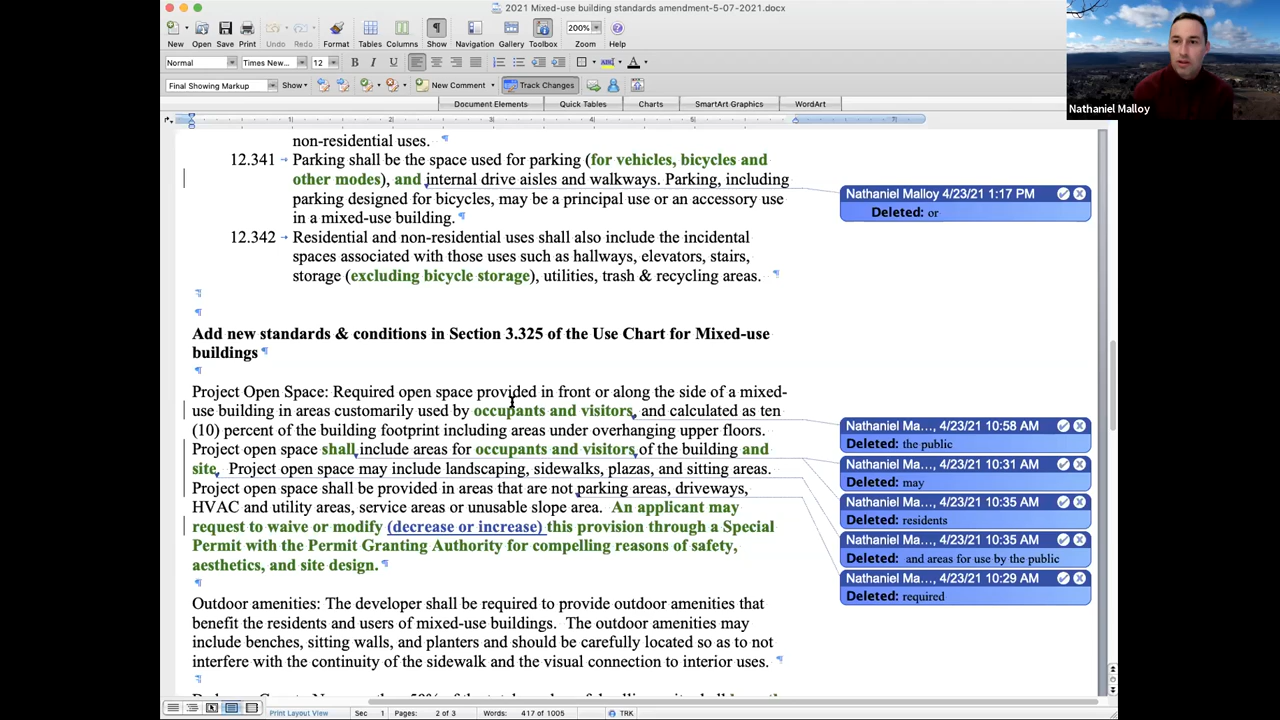 2021 Mixed-use building standards amendment-5-07-2021.docx
New Open Save Print Undo Redo Format Tables Columns Show Navigation Gallery Toolbox Zoom Help
200%
Normal Times New... 12 B I U
Final Showing Markup Show New Comment Track Changes
Document Elements Quick Tables Charts SmartArt Graphics WordArt
Nathaniel Malloy
non-residential uses. ¶
12.341 Parking shall be the space used for parking (for vehicles, bicycles and
other modes), and internal drive aisles and walkways. Parking, including
parking designed for bicycles, may be a principal use or an accessory use
in a mixed-use building. ¶
12.342 Residential and non-residential uses shall also include the incidental
spaces associated with those uses such as hallways, elevators, stairs,
storage (excluding bicycle storage), utilities, trash & recycling areas. ¶
¶
¶
Add new standards & conditions in Section 3.325 of the Use Chart for Mixed-use
buildings ¶
¶
Project Open Space: Required open space provided in front or along the side of a mixed-
use building in areas customarily used by occupants and visitors, and calculated as ten
(10) percent of the building footprint including areas under overhanging upper floors.
Project open space shall include areas for occupants and visitors of the building and
site. Project open space may include landscaping, sidewalks, plazas, and sitting areas.
Project open space shall be provided in areas that are not parking areas, driveways,
HVAC and utility areas, service areas or unusable slope area. An applicant may
request to waive or modify (decrease or increase) this provision through a Special
Permit with the Permit Granting Authority for compelling reasons of safety,
aesthetics, and site design. ¶
¶
Outdoor amenities: The developer shall be required to provide outdoor amenities that
benefit the residents and users of mixed-use buildings. The outdoor amenities may
include benches, sitting walls, and planters and should be carefully located so as to not
interfere with the continuity of the sidewalk and the visual connection to interior uses. ¶
¶
Nathaniel Malloy 4/23/21 1:17 PM
Deleted: or
Nathaniel Ma..., 4/23/21 10:58 AM
Deleted: the public
Nathaniel Ma..., 4/23/21 10:31 AM
Deleted: may
Nathaniel Ma..., 4/23/21 10:35 AM
Deleted: residents
Nathaniel Ma..., 4/23/21 10:35 AM
Deleted: and areas for use by the public
Nathaniel Ma..., 4/23/21 10:29 AM
Deleted: required
Print Layout View Sec 1 Pages: 2 of 3 Words: 417 of 1005 TRK